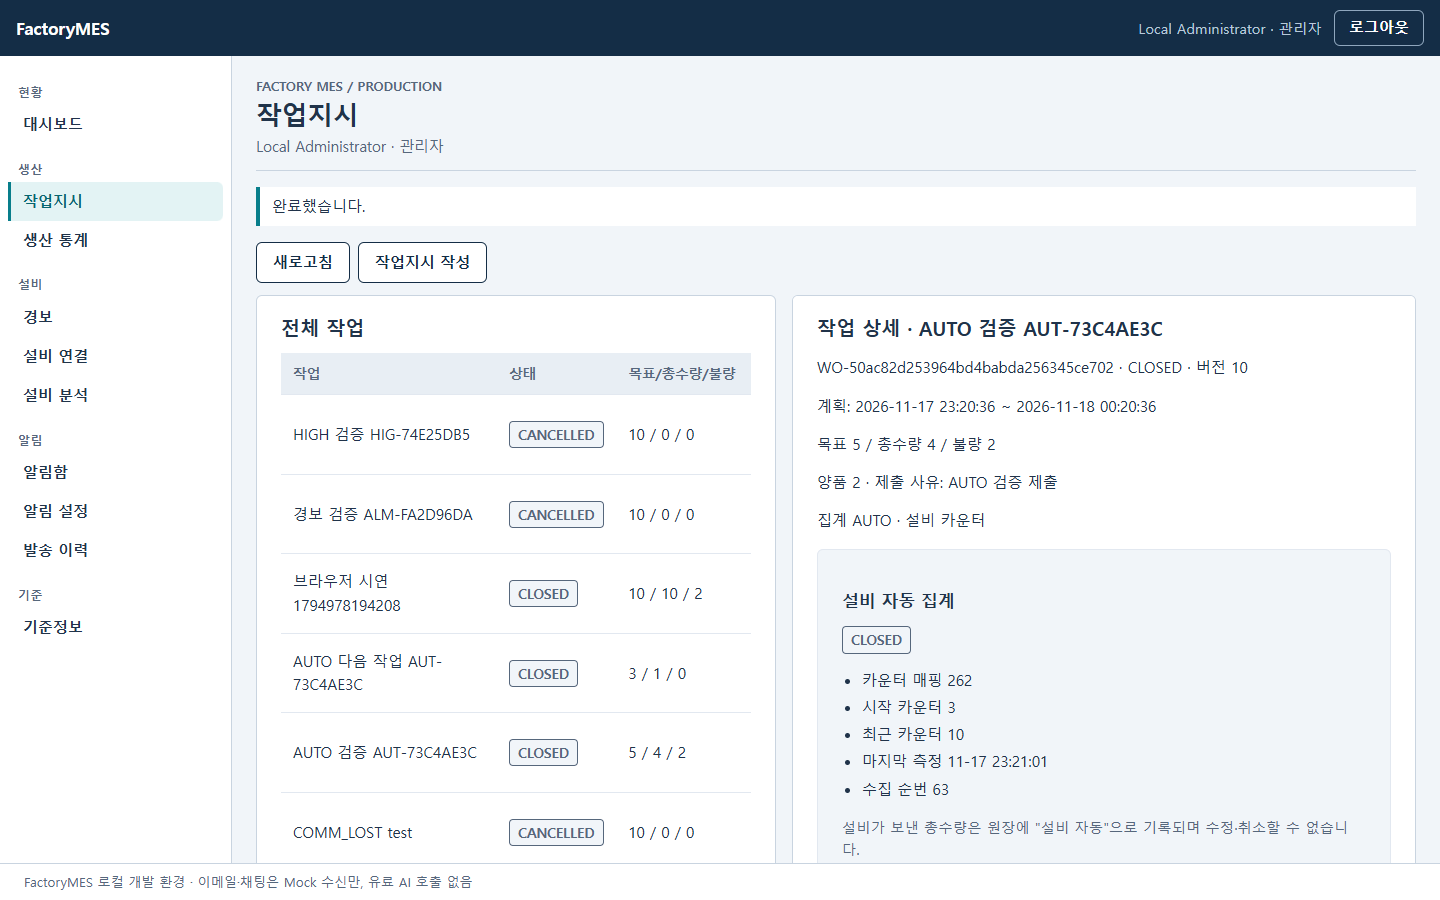 FactoryMES
Local Administrator · 관리자
로그아웃
현황
대시보드
생산
작업지시
생산 통계
설비
경보
설비 연결
설비 분석
알림
알림함
알림 설정
발송 이력
기준
기준정보
FACTORY MES / PRODUCTION
작업지시
Local Administrator · 관리자
완료했습니다.
새로고침
작업지시 작성
전체 작업
작업 상태 목표/총수량/불량
HIGH 검증 HIG-74E25DB5 CANCELLED 10 / 0 / 0
경보 검증 ALM-FA2D96DA CANCELLED 10 / 0 / 0
브라우저 시연
1794978194208 CLOSED 10 / 10 / 2
AUTO 다음 작업 AUT-
73C4AE3C CLOSED 3 / 1 / 0
AUTO 검증 AUT-73C4AE3C CLOSED 5 / 4 / 2
COMM_LOST test CANCELLED 10 / 0 / 0
작업 상세 · AUTO 검증 AUT-73C4AE3C
WO-50ac82d253964bd4babda256345ce702 · CLOSED · 버전 10
계획: 2026-11-17 23:20:36 ~ 2026-11-18 00:20:36
목표 5 / 총수량 4 / 불량 2
양품 2 · 제출 사유: AUTO 검증 제출
집계 AUTO · 설비 카운터
설비 자동 집계
CLOSED
• 카운터 매핑 262
• 시작 카운터 3
• 최근 카운터 10
• 마지막 측정 11-17 23:21:01
• 수집 순번 63
설비가 보낸 총수량은 원장에 "설비 자동"으로 기록되며 수정·취소할 수 없습니
다.
FactoryMES 로컬 개발 환경 · 이메일·채팅은 Mock 수신만, 유료 AI 호출 없음